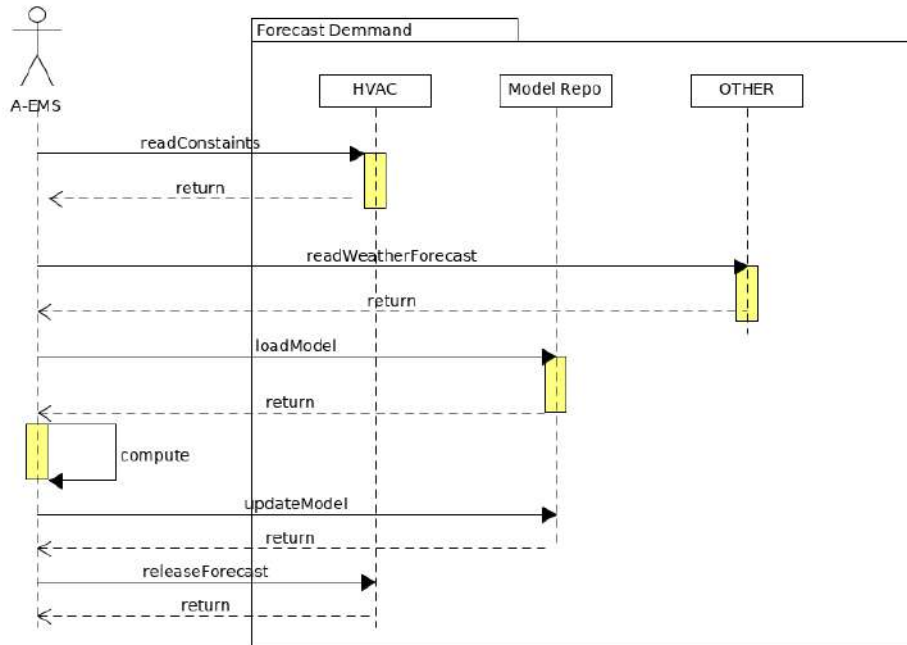 Forecast Demmand
A-EMS
HVAC
Model Repo
OTHER
readConstaints
return
readWeatherForecast
return
loadModel
return
compute
updateModel
return
releaseForecast
return